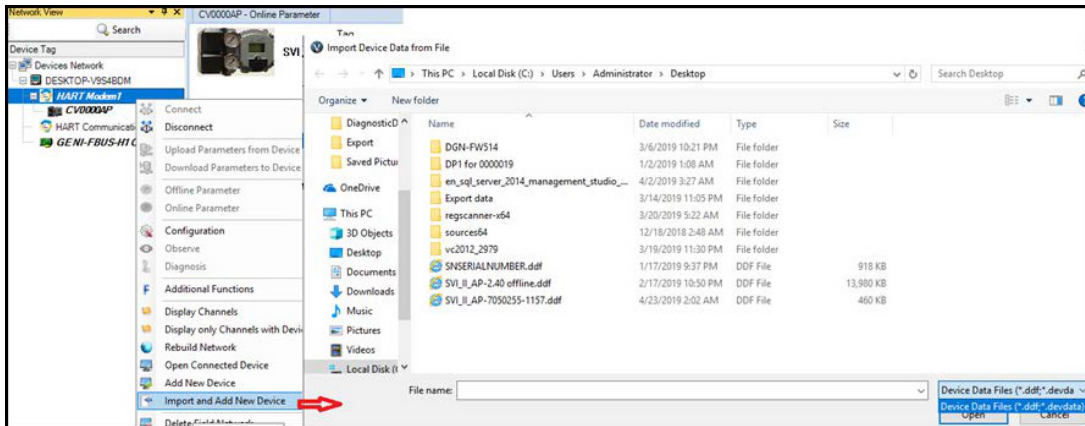 Network View
Search
Device Tag
Devices Network
DESKTOP-V9S4BDM
HART Modem1
CV0000AP
HART Communicati
GENI-FBUS-H1 C
CV0000AP - Online Parameter
Tag
SVI
Connect
Disconnect
Upload Parameters from Device
Download Parameters to Device
Offline Parameter
Online Parameter
Configuration
Observe
Diagnosis
Additional Functions
Display Channels
Display only Channels with Devi
Rebuild Network
Open Connected Device
Add New Device
Import and Add New Device
Delete Field Network
Import Device Data from File
This PC > Local Disk (C:) > Users > Administrator > Desktop
Search Desktop
Organize New folder
DiagnosticD
Export
Saved Pictur
OneDrive
This PC
3D Objects
Desktop
Documents
Downloads
Music
Pictures
Videos
Local Disk (
Name Date modified Type Size
DGN-FW514 3/6/2019 10:21 PM File folder
DP1 for 0000019 1/2/2019 1:08 AM File folder
en_sql_server_2014_management_studio_... 4/2/2019 3:27 AM File folder
Export data 3/14/2019 11:05 PM File folder
regscanner-x64 3/20/2019 5:22 AM File folder
sources64 12/18/2018 2:48 AM File folder
vc2012_2979 3/19/2019 11:30 PM File folder
SNSERIALNUMBER.ddf 1/17/2019 9:37 PM DDF File 918 KB
SVI_II_AP-2.40 offline.ddf 2/17/2019 10:50 PM DDF File 13,980 KB
SVI_II_AP-7050255-1157.ddf 4/23/2019 2:02 AM DDF File 460 KB
File name:
Device Data Files (*.ddf;*.devda
Device Data Files (*.ddf;*.devdata)
Open Cancel